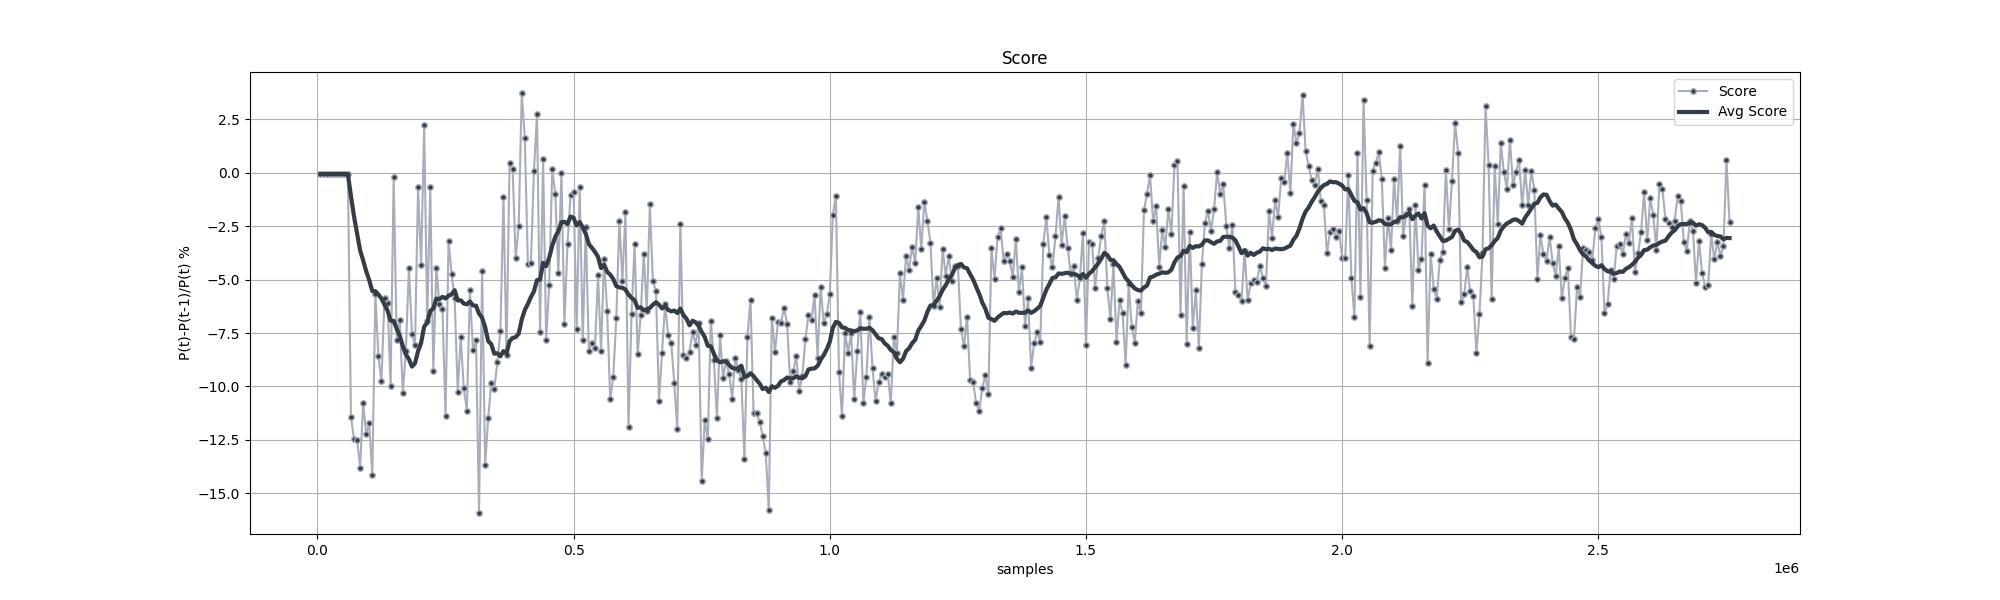 Score
Score
Avg Score
P(t)-P(t-1)/P(t) %
2.5
0.0
−2.5
−5.0
−7.5
−10.0
−12.5
−15.0
0.0 0.5 1.0 1.5 2.0 2.5
1e6
samples